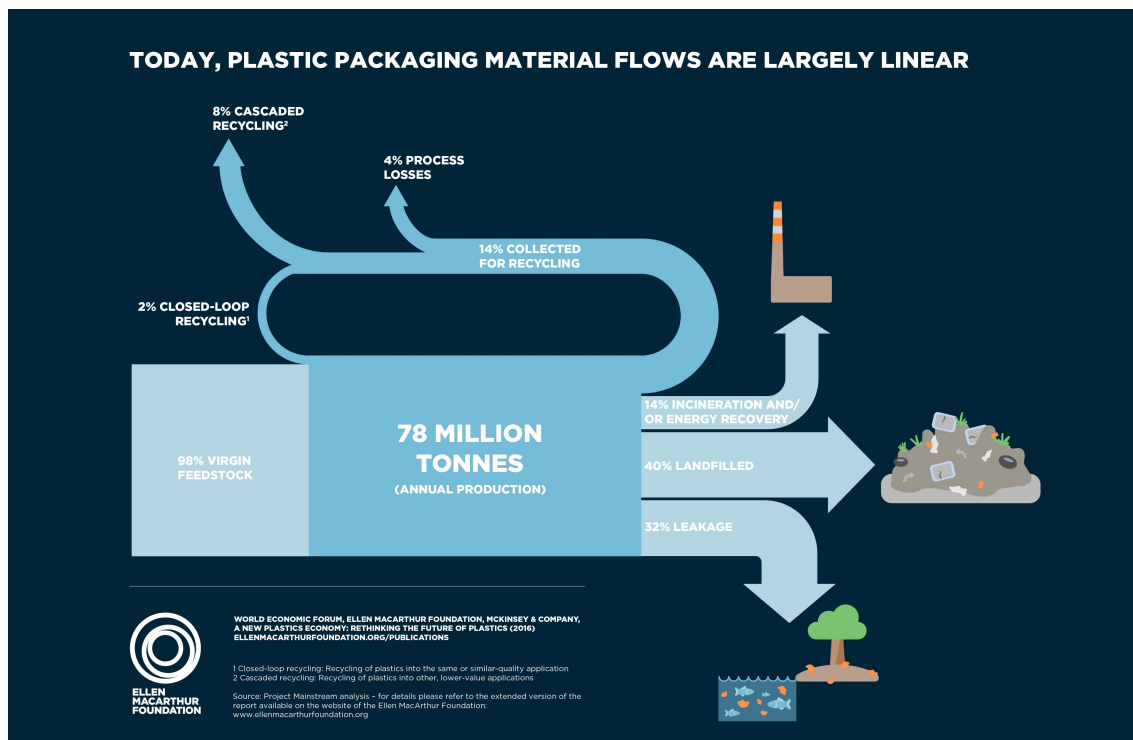 TODAY, PLASTIC PACKAGING MATERIAL FLOWS ARE LARGELY LINEAR
8% CASCADED
RECYCLING²
4% PROCESS
LOSSES
14% COLLECTED
FOR RECYCLING
2% CLOSED-LOOP
RECYCLING¹
98% VIRGIN
FEEDSTOCK
78 MILLION
TONNES
(ANNUAL PRODUCTION)
14% INCINERATION AND/
OR ENERGY RECOVERY
40% LANDFILLED
32% LEAKAGE
ELLEN
MACARTHUR
FOUNDATION
WORLD ECONOMIC FORUM, ELLEN MACARTHUR FOUNDATION, MCKINSEY & COMPANY,
A NEW PLASTICS ECONOMY: RETHINKING THE FUTURE OF PLASTICS (2016)
ELLENMACARTHURFOUNDATION.ORG/PUBLICATIONS
1 Closed-loop recycling: Recycling of plastics into the same or similar-quality application
2 Cascaded recycling: Recycling of plastics into other, lower-value applications
Source: Project Mainstream analysis – for details please refer to the extended version of the
report available on the website of the Ellen MacArthur Foundation:
www.ellenmacarthurfoundation.org